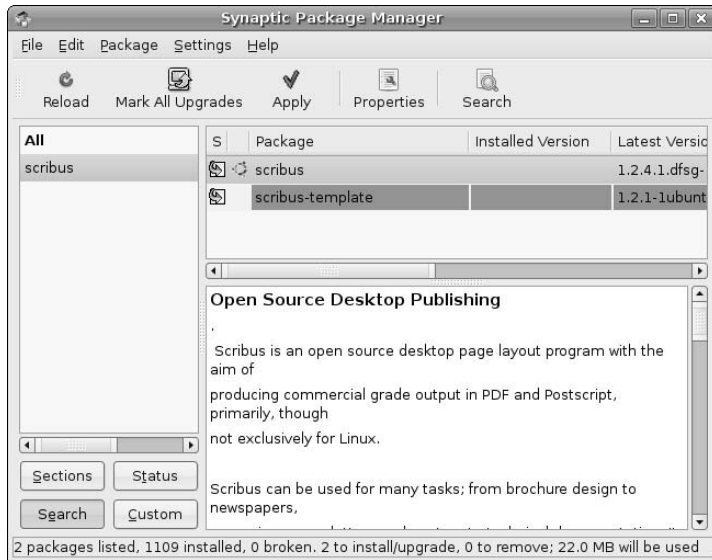 Synaptic Package Manager
File Edit Package Settings Help
Reload Mark All Upgrades Apply Properties Search
All
scribus
S Package Installed Version Latest Versio
scribus 1.2.4.1.dfsg-
scribus-template 1.2.1-1ubunt
Open Source Desktop Publishing
.
Scribus is an open source desktop page layout program with the
aim of
producing commercial grade output in PDF and Postscript,
primarily, though
not exclusively for Linux.
Scribus can be used for many tasks; from brochure design to
newspapers,
Sections Status
Search Custom
2 packages listed, 1109 installed, 0 broken. 2 to install/upgrade, 0 to remove; 22.0 MB will be used